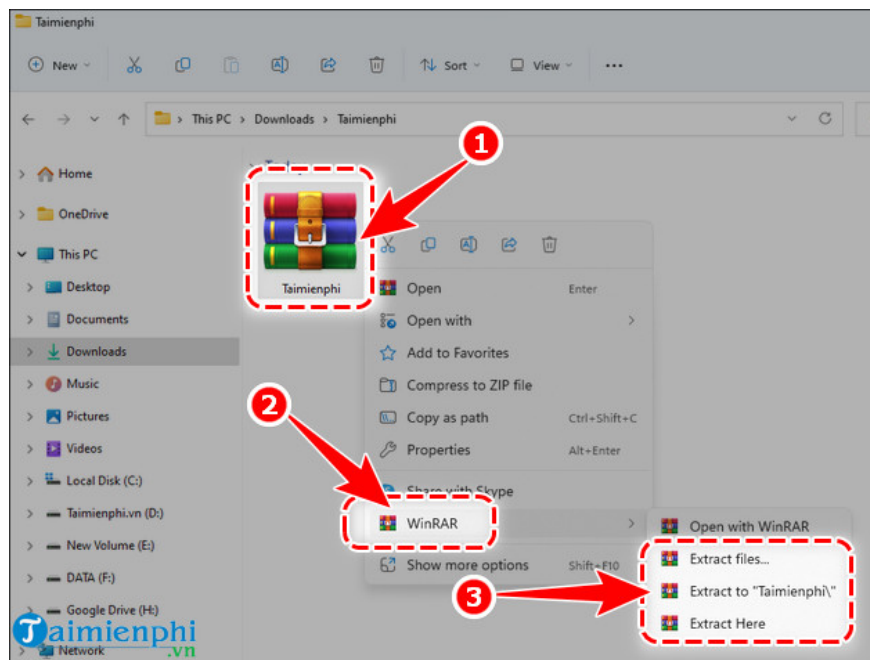 Taimienphi
New
Sort
View
This PC > Downloads > Taimienphi
1
Home
OneDrive
This PC
Desktop
Documents
Downloads
Music
Pictures
Videos
Local Disk (C:)
Taimienphi.vn (D:)
New Volume (E:)
DATA (F:)
Google Drive (H:)
Network
Taimienphi
Open Enter
Open with
Add to Favorites
Compress to ZIP file
Copy as path Ctrl+Shift+C
Properties Alt+Enter
2
Share with Skype
WinRAR
Show more options Shift+F10
Open with WinRAR
Extract files...
3
Extract to "Taimienphi\"
Extract Here
Taimienphi
.vn